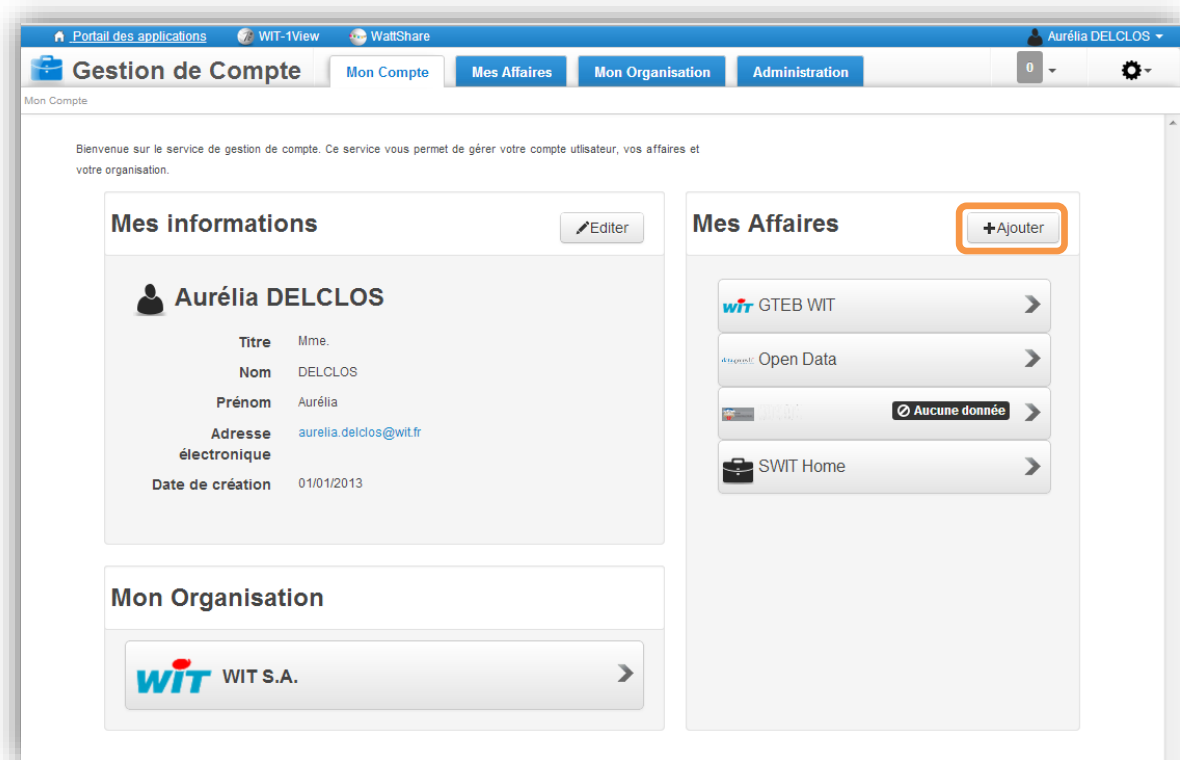 Portail des applications WIT-1View WattShare Aurélia DELCLOS
Gestion de Compte Mon Compte Mes Affaires Mon Organisation Administration 0
Mon Compte
Bienvenue sur le service de gestion de compte. Ce service vous permet de gérer votre compte utlisateur, vos affaires et
votre organisation.
Mes informations
Editer
Aurélia DELCLOS
Titre Mme.
Nom DELCLOS
Prénom Aurélia
Adresse
électronique
aurelia.delclos@wit.fr
Date de création 01/01/2013
Mon Organisation
WIT WIT S.A.
Mes Affaires
+Ajouter
WIT GTEB WIT
Open Data
Aucune donnée
SWIT Home